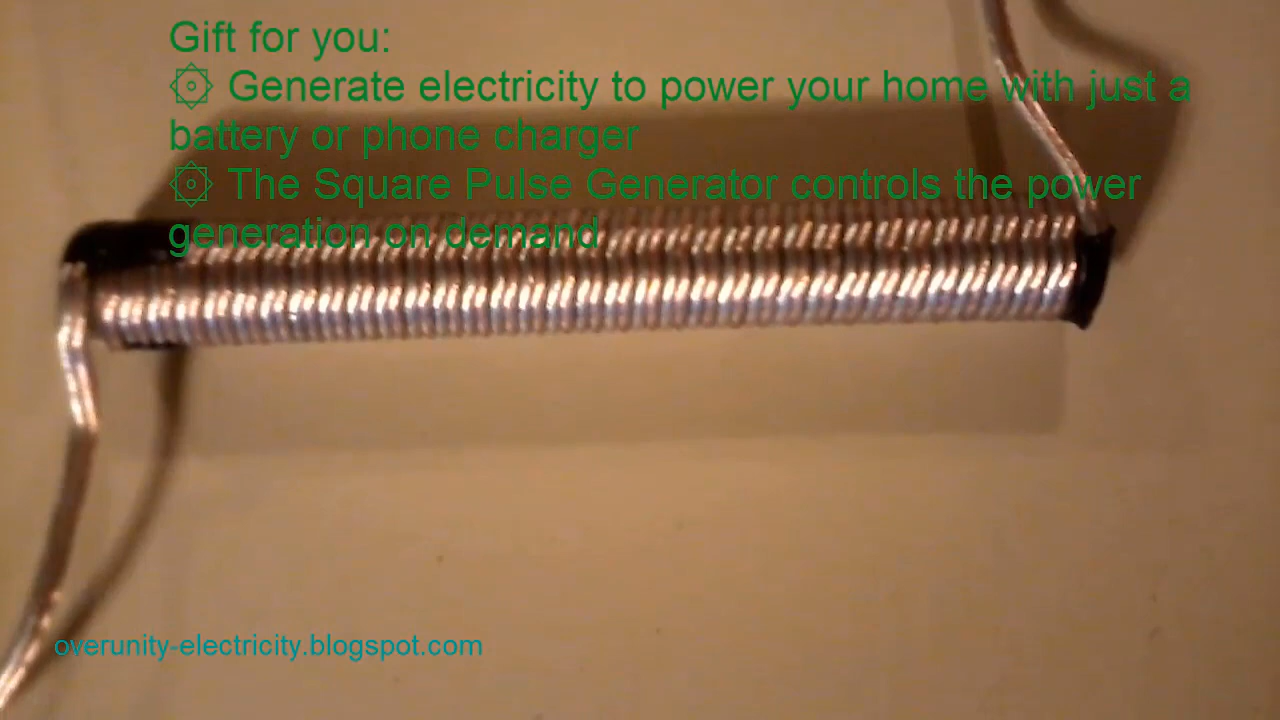 Gift for you:
۞ Generate electricity to power your home with just a
battery or phone charger
۞ The Square Pulse Generator controls the power
generation on demand
overunity-electricity.blogspot.com